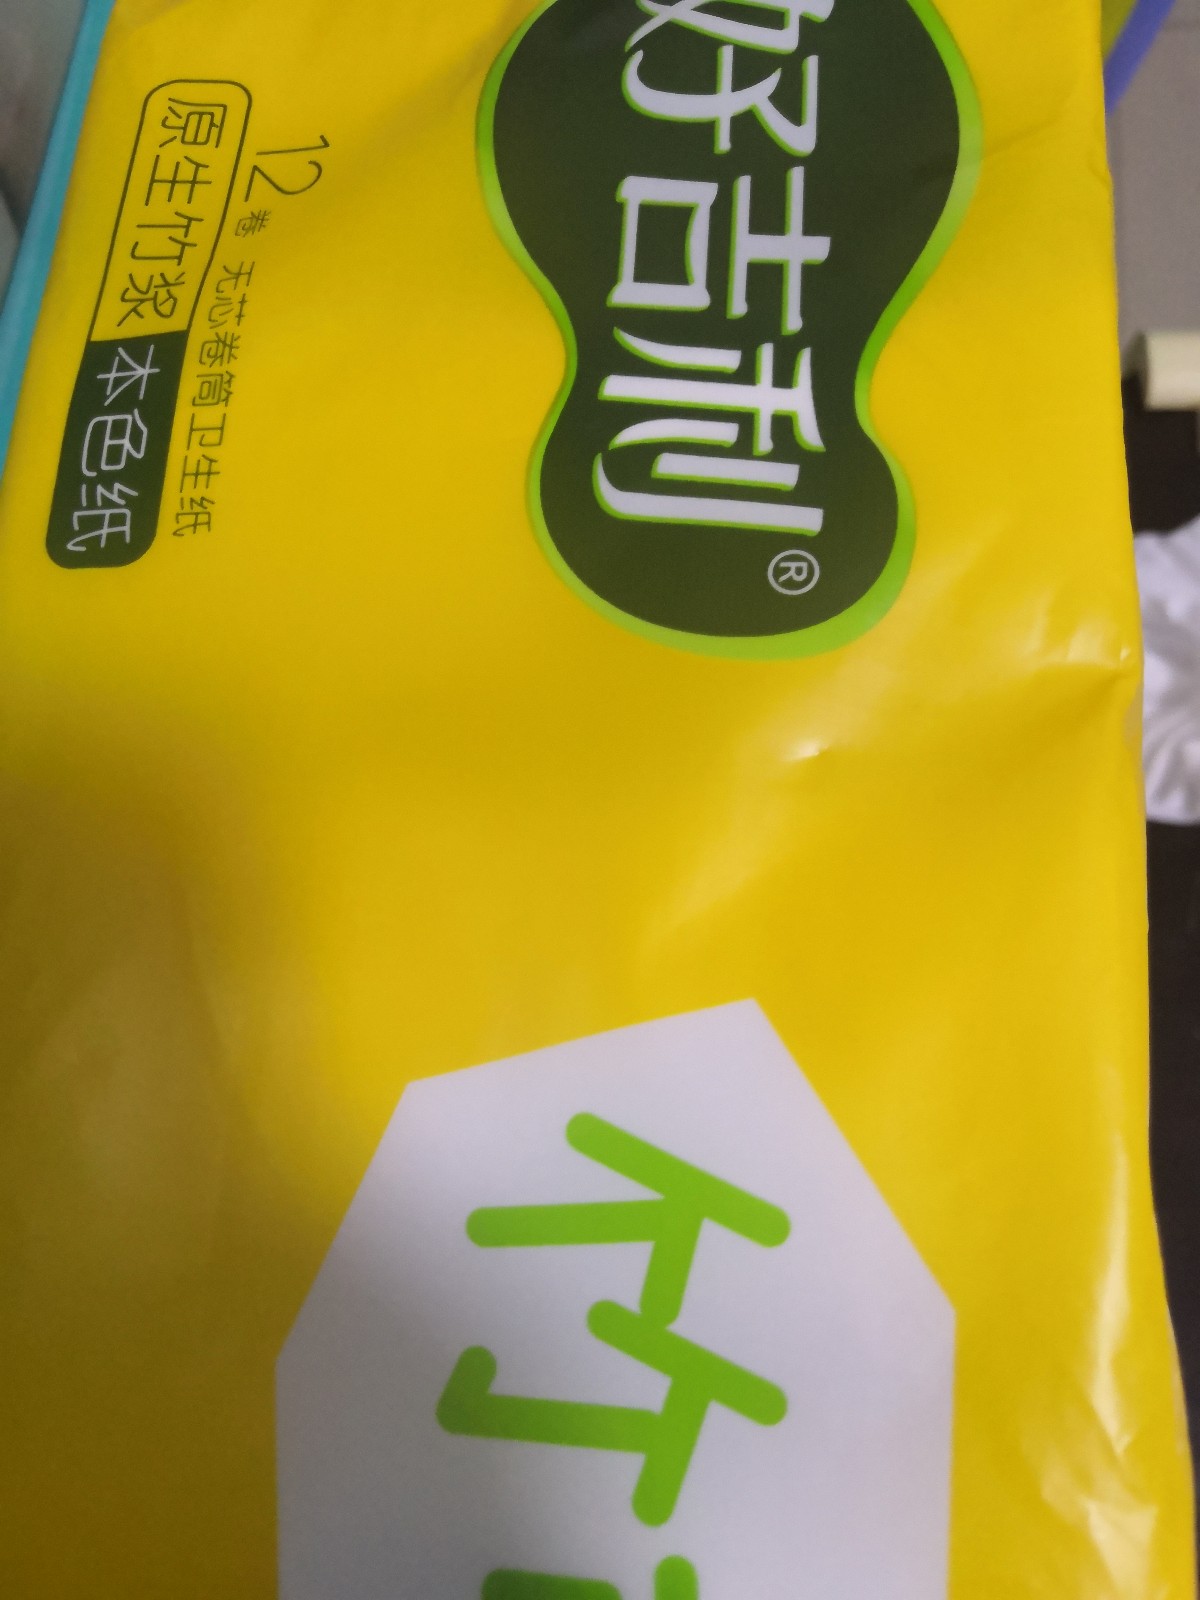 好吉利®
12卷 无芯卷筒卫生纸
原生竹浆 本色纸
竹